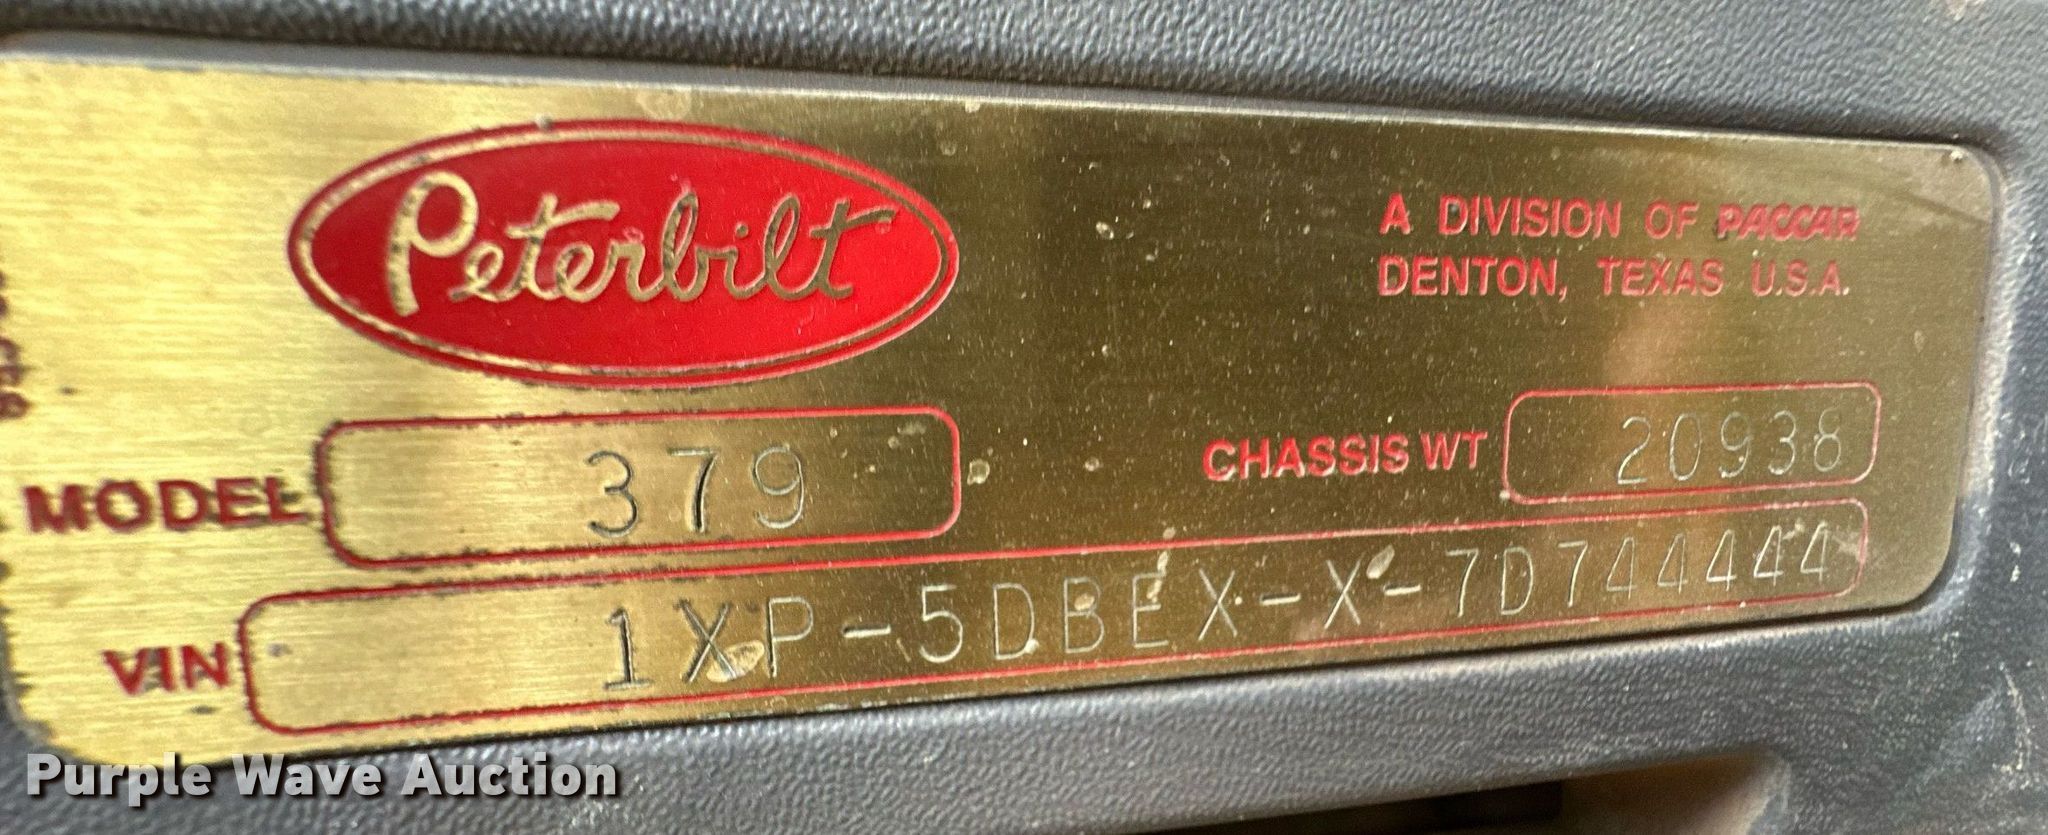 Peterbilt
A DIVISION OF PACCAR
DENTON, TEXAS U.S.A.
MODEL 379
CHASSIS WT 20938
VIN 1XP-5DBEX-X-7D744444
Purple Wave Auction